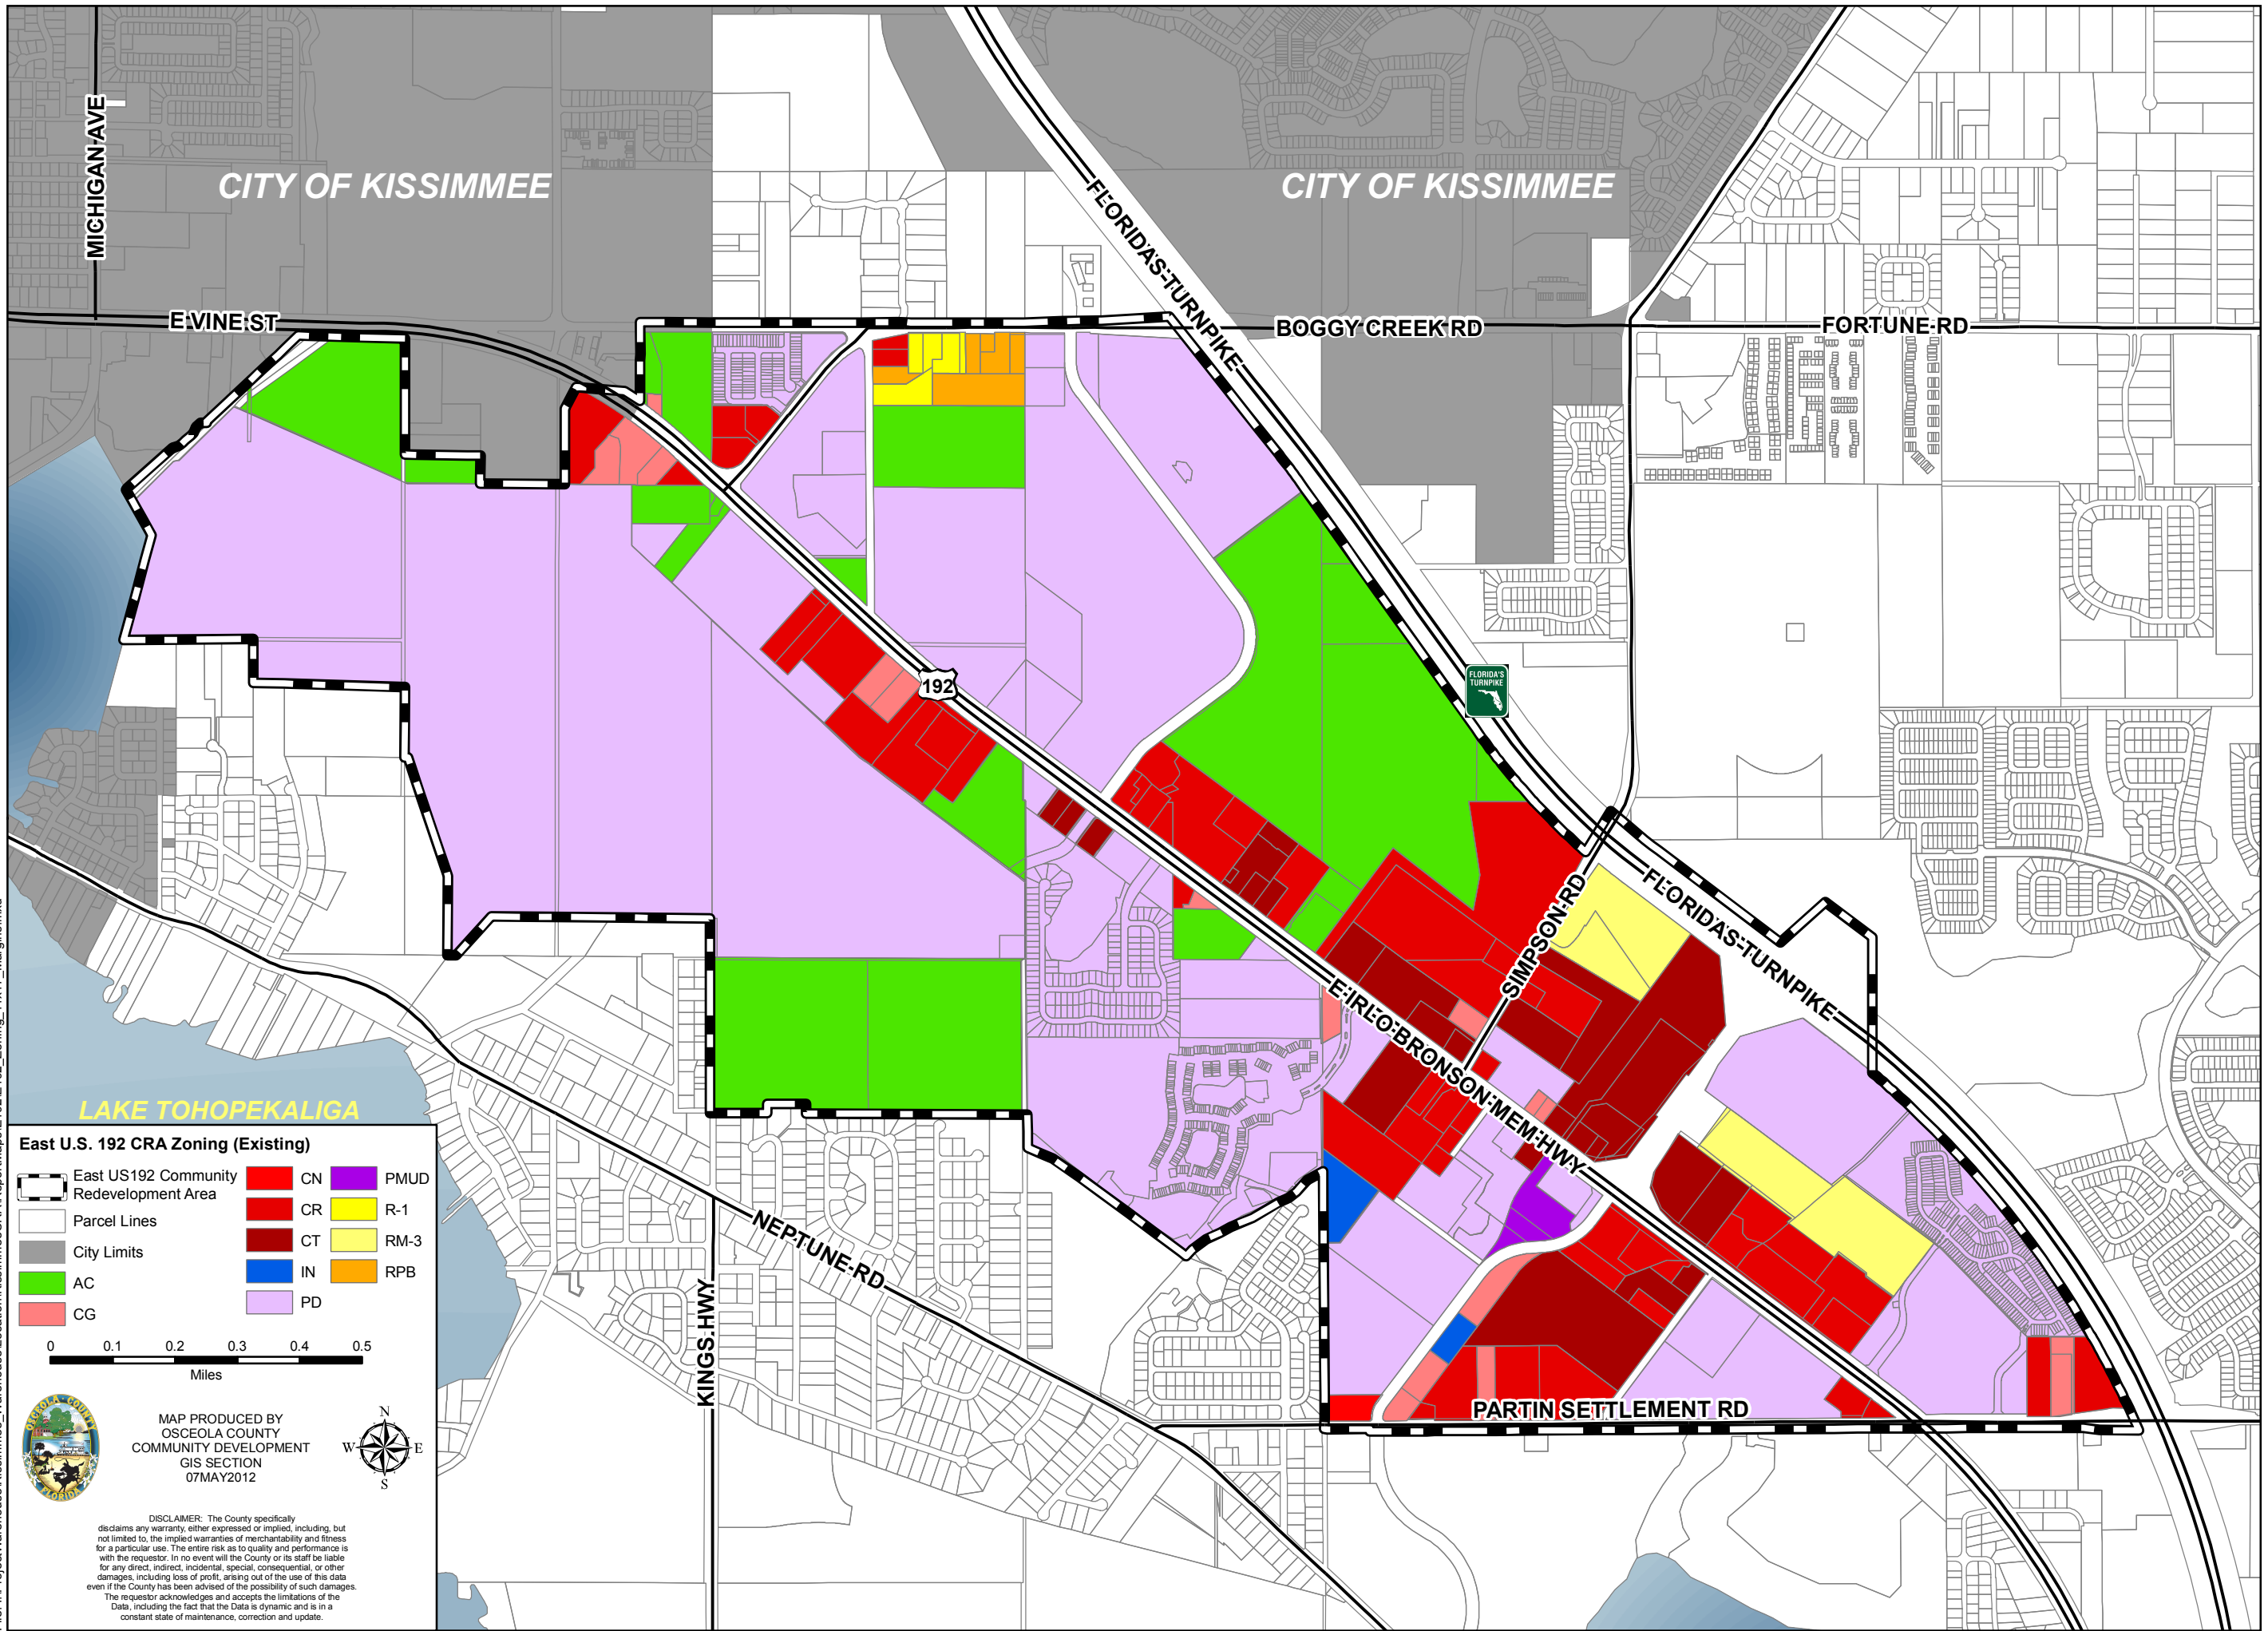 MICHIGAN AVE
CITY OF KISSIMMEE
CITY OF KISSIMMEE
FLORIDAS TURNPIKE
E VINE ST
BOGGY CREEK RD
FORTUNE RD
192
FLORIDA'S
TURNPIKE
SIMPSON RD
FLORIDAS TURNPIKE
E IRLO BRONSON MEM HWY
LAKE TOHOPEKALIGA
NEPTUNE RD
KINGS HWY
PARTIN SETTLEMENT RD
East U.S. 192 CRA Zoning (Existing)
East US192 Community
Redevelopment Area
Parcel Lines
City Limits
AC
CG
CN
CR
CT
IN
PD
PMUD
R-1
RM-3
RPB
0 0.1 0.2 0.3 0.4 0.5
Miles
OSCEOLA COUNTY
FLORIDA
MAP PRODUCED BY
OSCEOLA COUNTY
COMMUNITY DEVELOPMENT
GIS SECTION
07MAY2012
N
W E
S
DISCLAIMER: The County specifically
disclaims any warranty, either expressed or implied, including, but
not limited to, the implied warranties of merchantability and fitness
for a particular use. The entire risk as to quality and performance is
with the requestor. In no event will the County or its staff be liable
for any direct, indirect, incidental, special, consequential, or other
damages, including loss of profit, arising out of the use of this data
even if the County has been advised of the possibility of such damages.
The requestor acknowledges and accepts the limitations of the
Data, including the fact that the Data is dynamic and is in a
constant state of maintenance, correction and update.